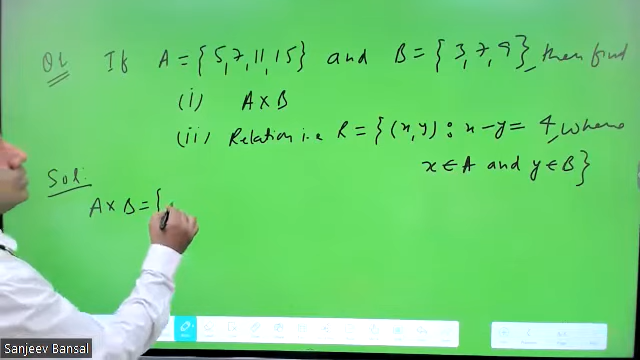 Q1 If A = {5, 7, 11, 15} and B = {3, 7, 9}, then find
(i) A×B
(ii) Relation i.e R = {(x, y) : x - y = 4, where
x ∈ A and y ∈ B}
Sol:
A × B = {
Sanjeev Bansal